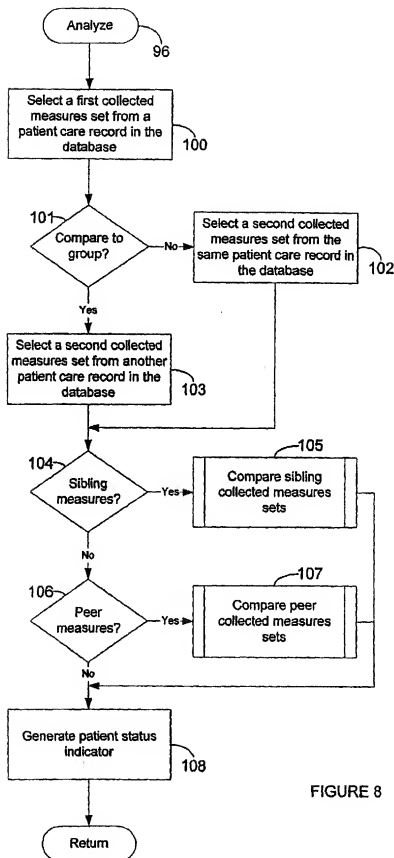 Analyze
96
Select a first collected
measures set from a
patient care record in the
database
100
101
Compare to
group?
No
Select a second collected
measures set from the
same patient care record in
the database
102
Yes
Select a second collected
measures set from another
patient care record in the
database
103
104
Sibling
measures?
Yes
105
Compare sibling
collected measures
sets
No
106
Peer
measures?
Yes
107
Compare peer
collected measures
sets
No
Generate patient status
indicator
108
FIGURE 8
Return